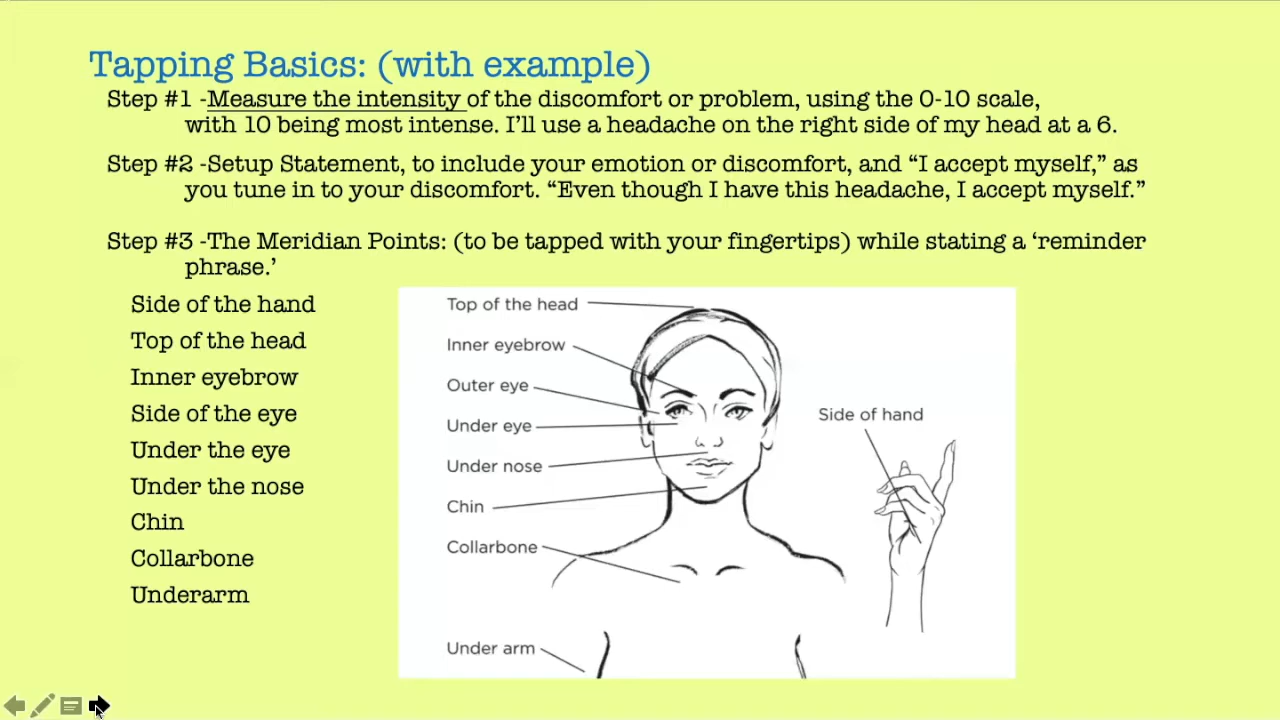 Tapping Basics: (with example)
Step #1 -Measure the intensity of the discomfort or problem, using the 0-10 scale,
with 10 being most intense. I’ll use a headache on the right side of my head at a 6.
Step #2 -Setup Statement, to include your emotion or discomfort, and “I accept myself,” as
you tune in to your discomfort. “Even though I have this headache, I accept myself.”
Step #3 -The Meridian Points: (to be tapped with your fingertips) while stating a ‘reminder
phrase.’
Side of the hand
Top of the head
Inner eyebrow
Side of the eye
Under the eye
Under the nose
Chin
Collarbone
Underarm
Top of the head
Inner eyebrow
Outer eye
Under eye
Under nose
Chin
Collarbone
Under arm
Side of hand